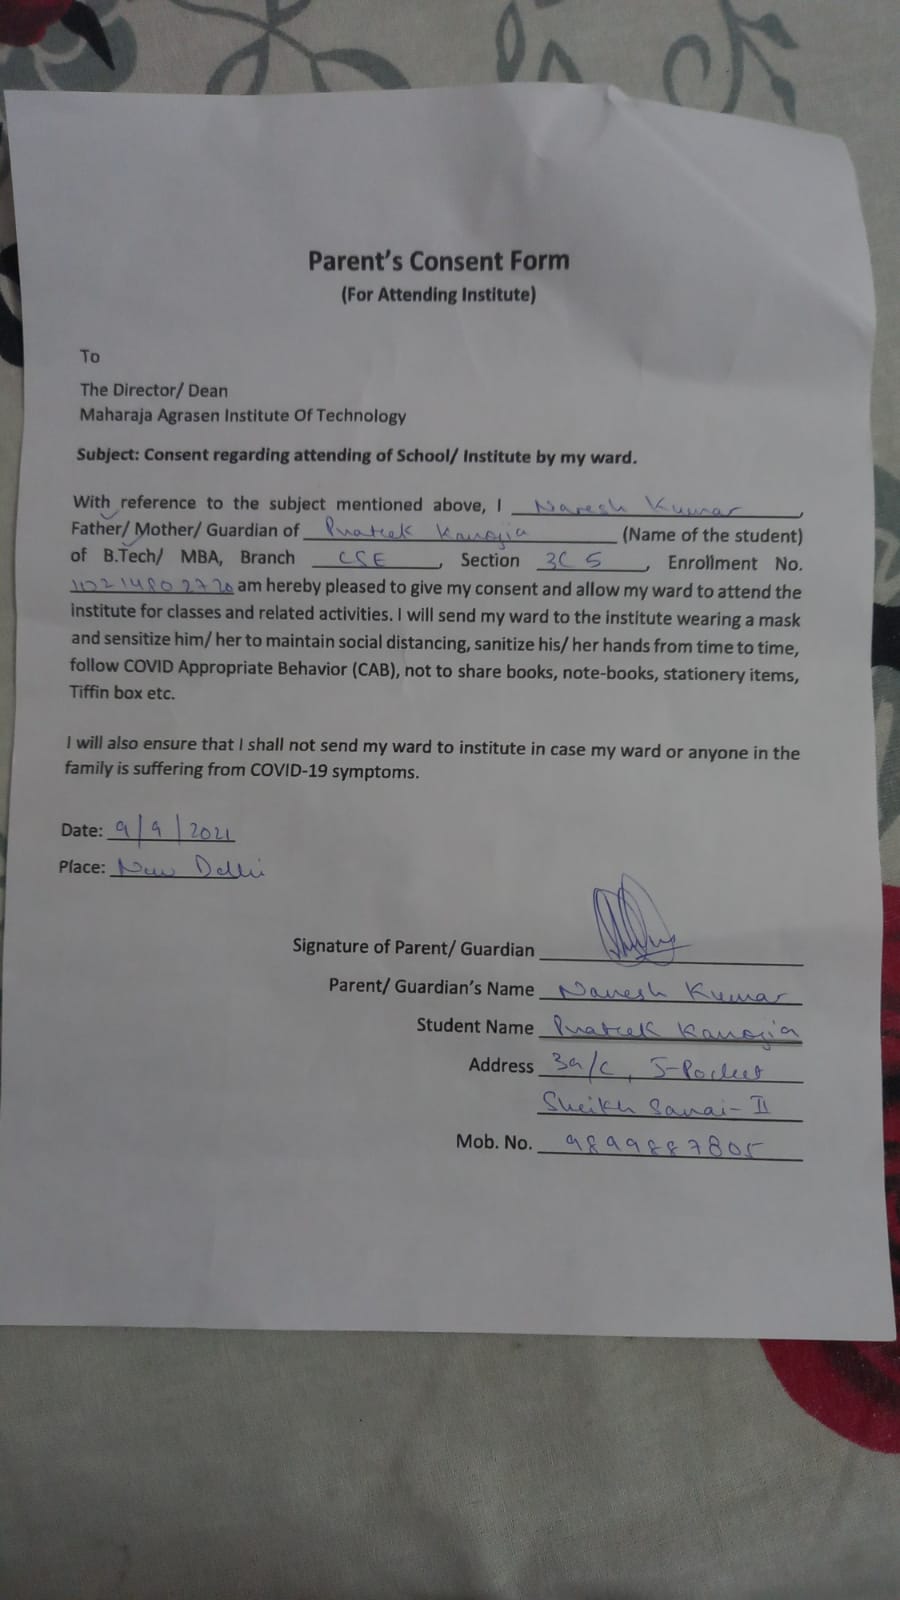 Parent's Consent Form
(For Attending Institute)
To
The Director/ Dean
Maharaja Agrasen Institute Of Technology
Subject: Consent regarding attending of School/ Institute by my ward.
With reference to the subject mentioned above, I Naresh Kumar,
Father/ Mother/ Guardian of Prateek Kanojia (Name of the student)
of B.Tech/ MBA, Branch CSE, Section 3C5, Enrollment No.
am hereby pleased to give my consent and allow my ward to attend the
institute for classes and related activities. I will send my ward to the institute wearing a mask
and sensitize him/ her to maintain social distancing, sanitize his/ her hands from time to time,
follow COVID Appropriate Behavior (CAB), not to share books, note-books, stationery items,
Tiffin box etc.
I will also ensure that I shall not send my ward to institute in case my ward or anyone in the
family is suffering from COVID-19 symptoms.
Date: 9/9/2021
Place: New Delhi
Signature of Parent/ Guardian
Parent/ Guardian's Name Naresh Kumar
Student Name Prateek Kanojia
Address 39/C, J-Pocket
Sheikh Sarai-II
Mob. No. 9899887805